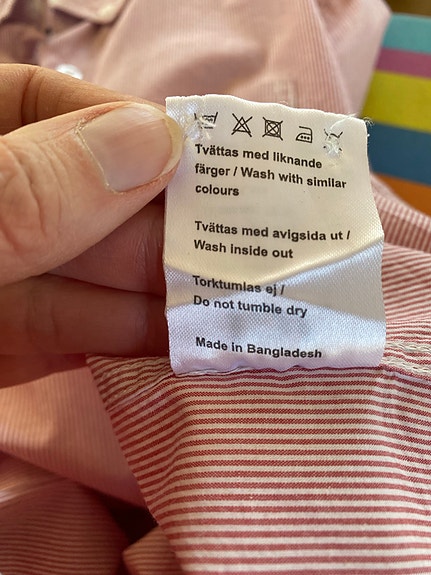 Tvättas med liknande
färger / Wash with similar
colours
Tvättas med avigsida ut /
Wash inside out
Torktumlas ej /
Do not tumble dry
Made in Bangladesh